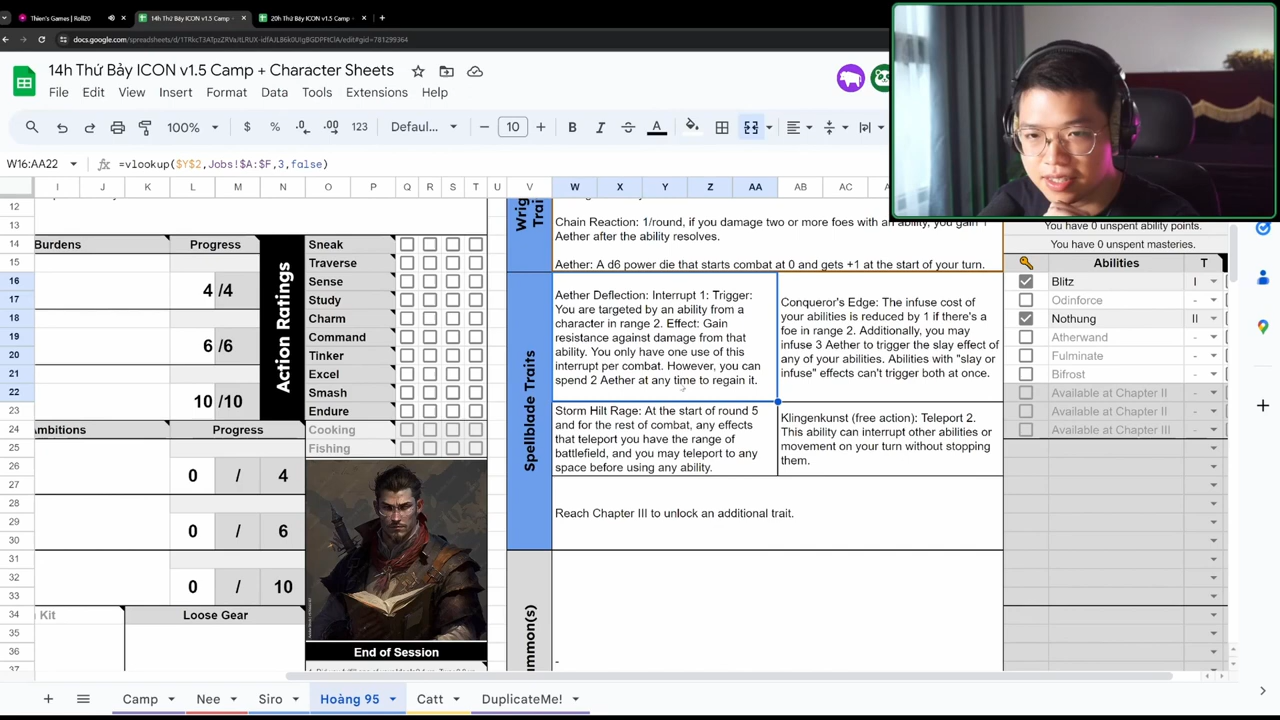 Thien's Games | Roll20
14h Thứ Bảy ICON v1.5 Camp
20h Thứ Bảy ICON v1.5 Camp
14h Thứ Bảy ICON v1.5 Camp + Character Sheets
File Edit View Insert Format Data Tools Extensions Help
100% $ % .0 .00 123 Defaul... 10 B I S A
W16:AA22 fx =vlookup($Y$2,Jobs!$A:$F,3,false)
I J K L M N O P Q R S T U V W X Y Z AA AB AC
12
13
14 Burdens Progress Sneak
15 Traverse
16 Sense
17 4 /4 Study
18 Charm
19 Command
20 6 /6 Tinker
21 Excel
22 Smash
23 10 /10 Endure
24 Ambitions Progress Cooking
25 Fishing
26 0 / 4
27
28
29 0 / 6
30
31
32 0 / 10
33
34 Kit Loose Gear
35
36 End of Session
37
Action Ratings
Chain Reaction: 1/round, if you damage two or more foes with an ability, you gain
Aether after the ability resolves.
Aether: A d6 power die that starts combat at 0 and gets +1 at the start of your turn.
Spellblade Traits
Aether Deflection: Interrupt 1: Trigger:
You are targeted by an ability from a
character in range 2. Effect: Gain
resistance against damage from that
ability. You only have one use of this
interrupt per combat. However, you can
spend 2 Aether at any time to regain it.
Conqueror's Edge: The infuse cost of
your abilities is reduced by 1 if there's a
foe in range 2. Additionally, you may
infuse 3 Aether to trigger the slay effect of
any of your abilities. Abilities with "slay or
infuse" effects can't trigger both at once.
Storm Hilt Rage: At the start of round 5
and for the rest of combat, any effects
that teleport you have the range of
battlefield, and you may teleport to any
space before using any ability.
Klingenkunst (free action): Teleport 2.
This ability can interrupt other abilities or
movement on your turn without stopping
them.
Reach Chapter III to unlock an additional trait.
ummon(s)
-
You have 0 unspent ability points.
You have 0 unspent masteries.
Abilities T
Blitz I
Odinforce -
Nothung II
Atherwand -
Fulminate -
Bifrost -
Available at Chapter II -
Available at Chapter II -
Available at Chapter III -
Camp Nee Siro Hoàng 95 Catt DuplicateMe!